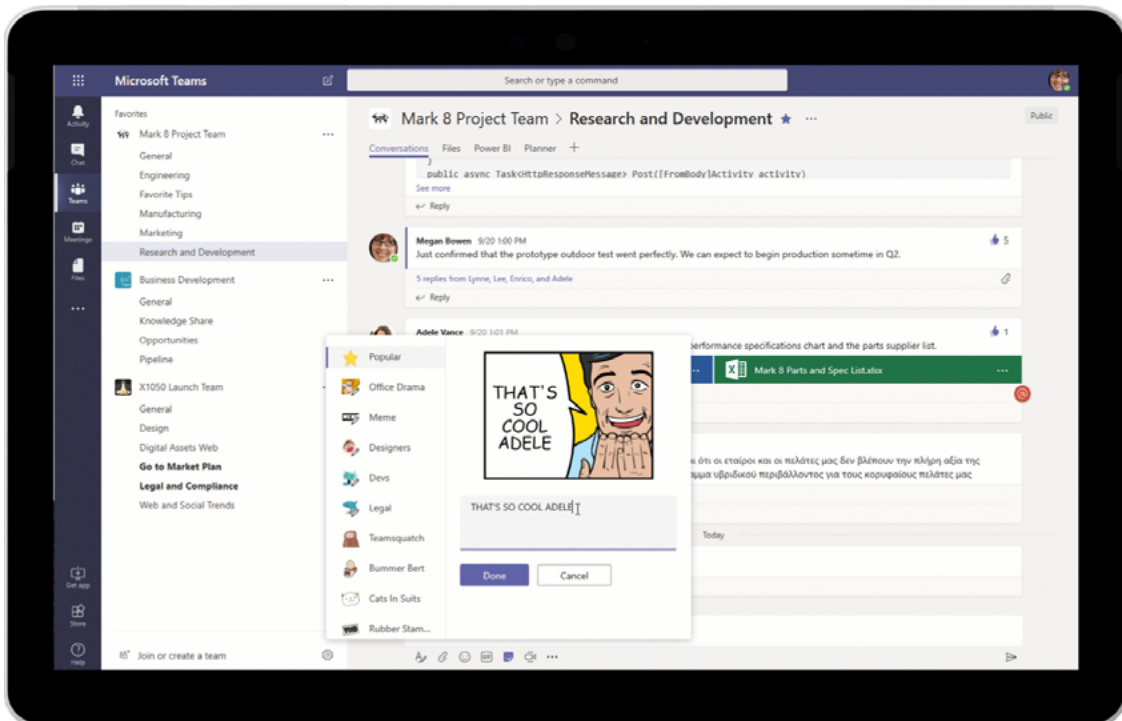 Microsoft Teams
Search or type a command
Activity
Chat
Teams
Meetings
Files
Get app
Store
Help
Favorites
Mark 8 Project Team
General
Engineering
Favorite Tips
Manufacturing
Marketing
Research and Development
Business Development
General
Knowledge Share
Opportunities
Pipeline
X1050 Launch Team
General
Design
Digital Assets Web
Go to Market Plan
Legal and Compliance
Web and Social Trends
Join or create a team
Mark 8 Project Team > Research and Development
Public
Conversations Files Power BI Planner
}
public async Task<HttpResponseMessage> Post([FromBody]Activity activity)
See more
Reply
Megan Bowen 9/20 1:00 PM
5
Just confirmed that the prototype outdoor test went perfectly. We can expect to begin production sometime in Q2.
5 replies from Lynne, Lee, Enrico, and Adele
Reply
Adele Vance 9/20 1:01 PM
1
performance specifications chart and the parts supplier list.
Mark 8 Parts and Spec List.xlsx
ότι οι εταίροι και οι πελάτες μας δεν βλέπουν την πλήρη αξία της
υβριδικού περιβάλλοντος για τους κορυφαίους πελάτες μας
Today
Popular
Office Drama
Meme
Designers
Devs
Legal
Teamsquatch
Bummer Bert
Cats In Suits
Rubber Stam...
THAT'S
SO
COOL
ADELE
THAT'S SO COOL ADELE
Done
Cancel